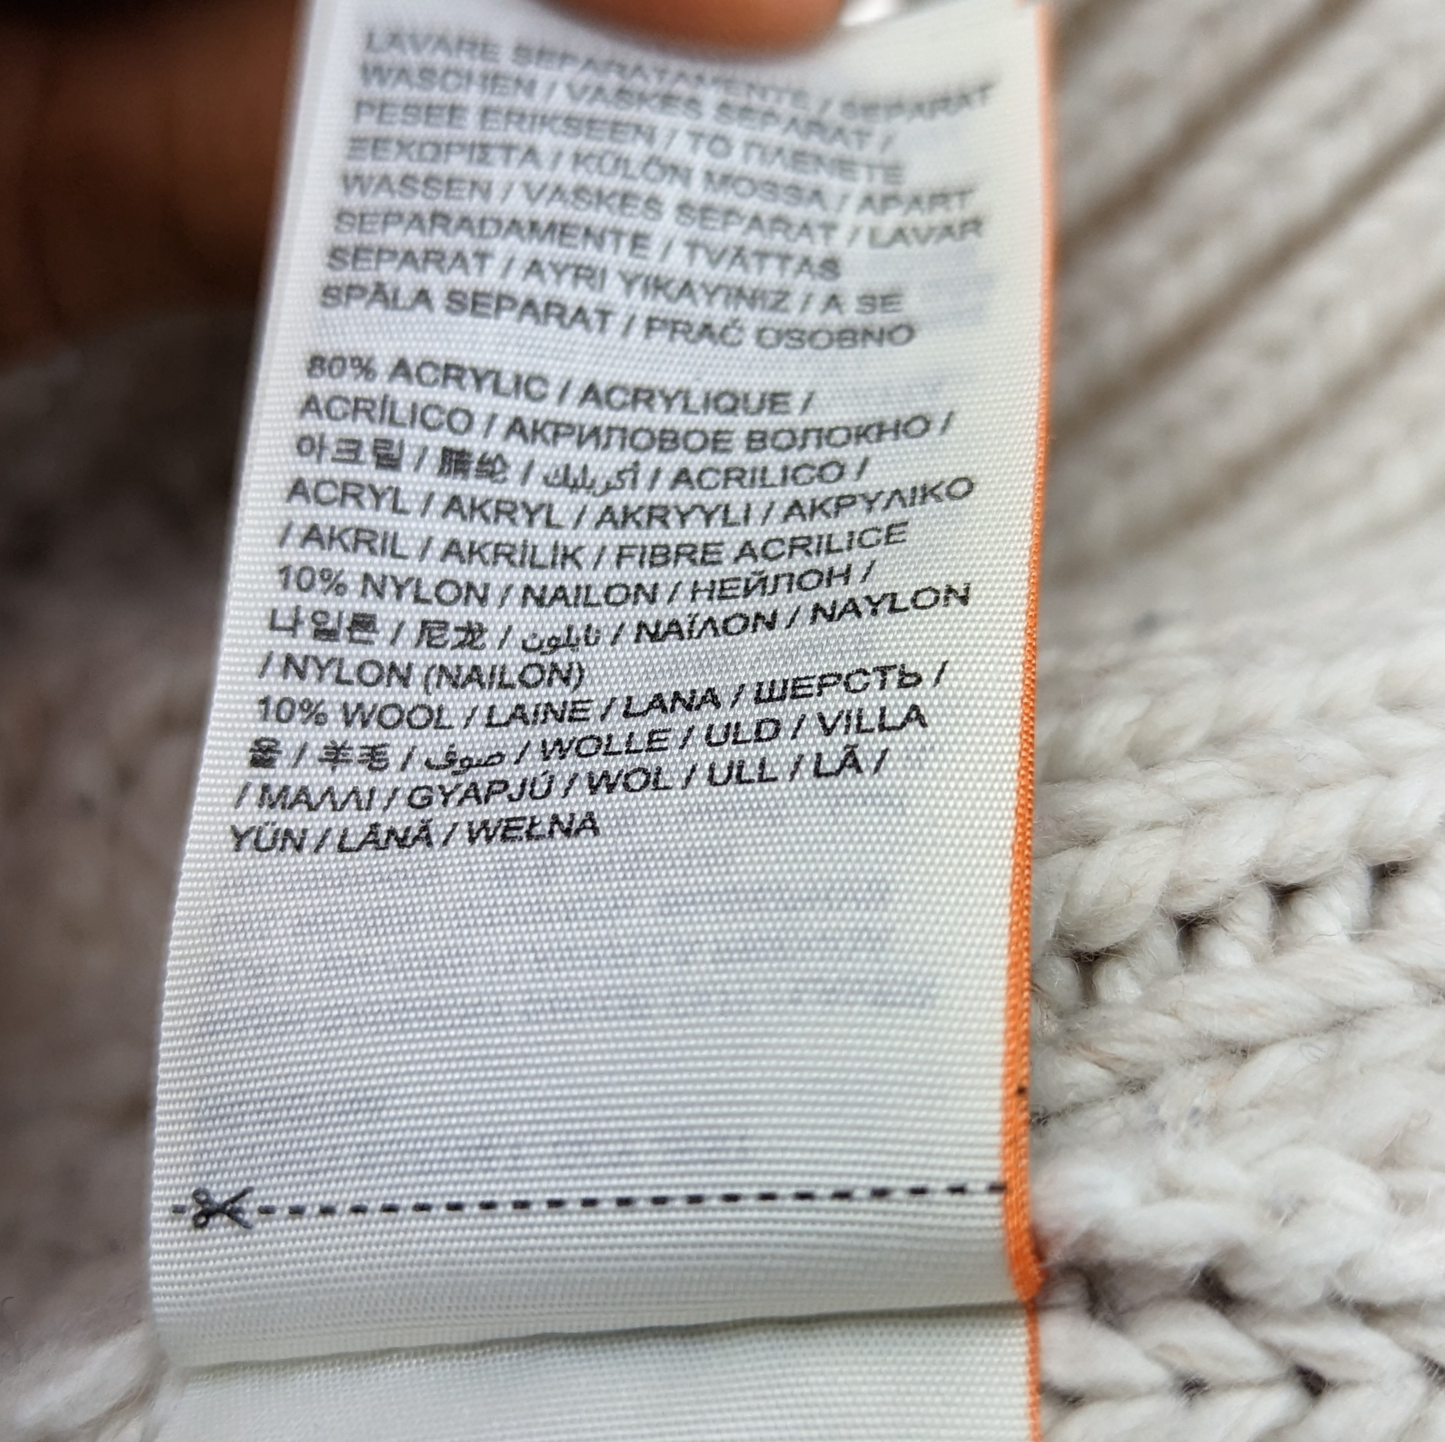 LAVARE SEPARATAMENTE / SEPARAT
WASCHEN / VASKES SEPARAT /
PESEE ERIKSEEN / ΤΟ ΠΛΕΝΕΤΕ
ΞΕΧΩΡΙΣΤΑ / KÜLÖN MOSSA / APART
WASSEN / VASKES SEPARAT / LAVAR
SEPARADAMENTE / TVÄTTAS
SEPARAT / AYRI YIKAYINIZ / A SE
SPĂLA SEPARAT / PRAĆ OSOBNO
80% ACRYLIC / ACRYLIQUE /
ACRÍLICO / АКРИЛОВОЕ ВОЛОКНО /
아크릴 / 腈纶 / أكريليك / ACRILICO /
ACRYL / AKRYL / AKRYYLI / ΑΚΡΥΛΙΚΟ
/ AKRIL / AKRİLİK / FIBRE ACRILICE
10% NYLON / NAILON / НЕЙЛОН /
나일론 / 尼龙 / نايلون / ΝΑΪΛΟΝ / NAYLON
/ NYLON (NAILON)
10% WOOL / LAINE / LANA / ШЕРСТЬ /
울 / 羊毛 / صوف / WOLLE / ULD / VILLA
/ ΜΑΛΛΙ / GYAPJÚ / WOL / ULL / LÃ /
YÜN / LÂNĂ / WEŁNA